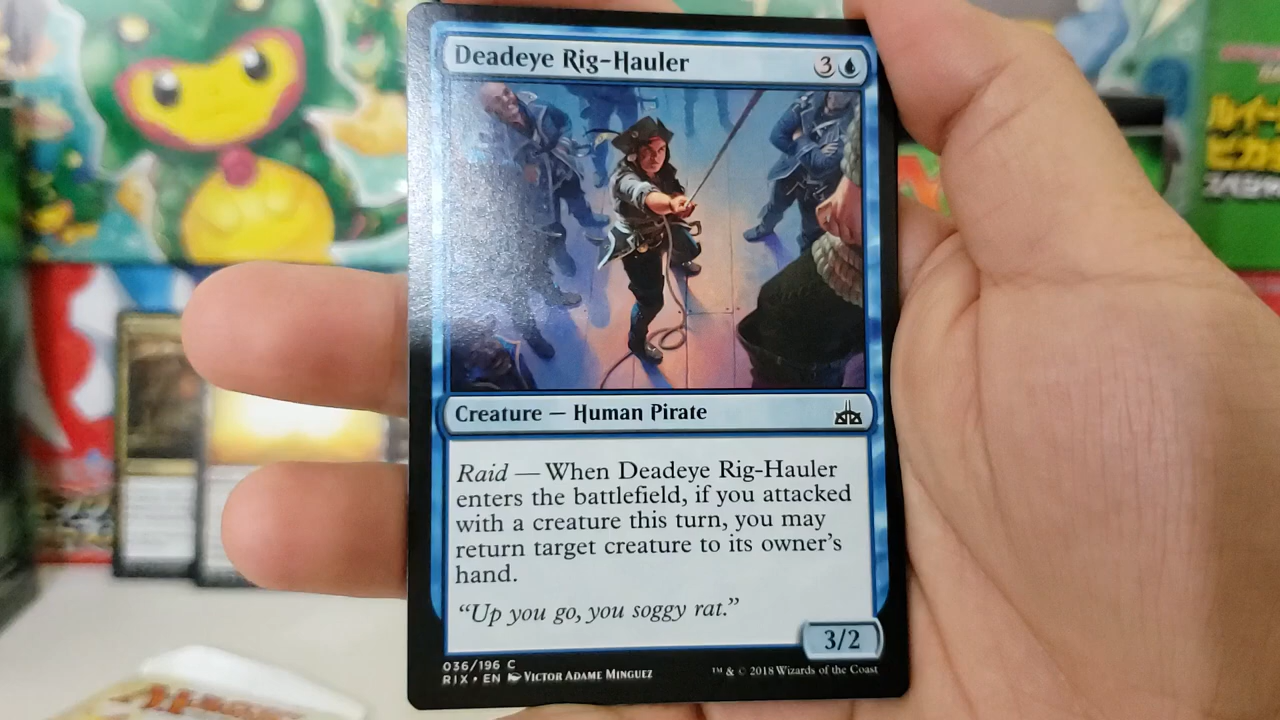 Deadeye Rig-Hauler 3
Creature — Human Pirate
Raid — When Deadeye Rig-Hauler
enters the battlefield, if you attacked
with a creature this turn, you may
return target creature to its owner's
hand.
“Up you go, you soggy rat.”
3/2
036/196 C
RIX • EN VICTOR ADAME MINGUEZ
™ & © 2018 Wizards of the Coast